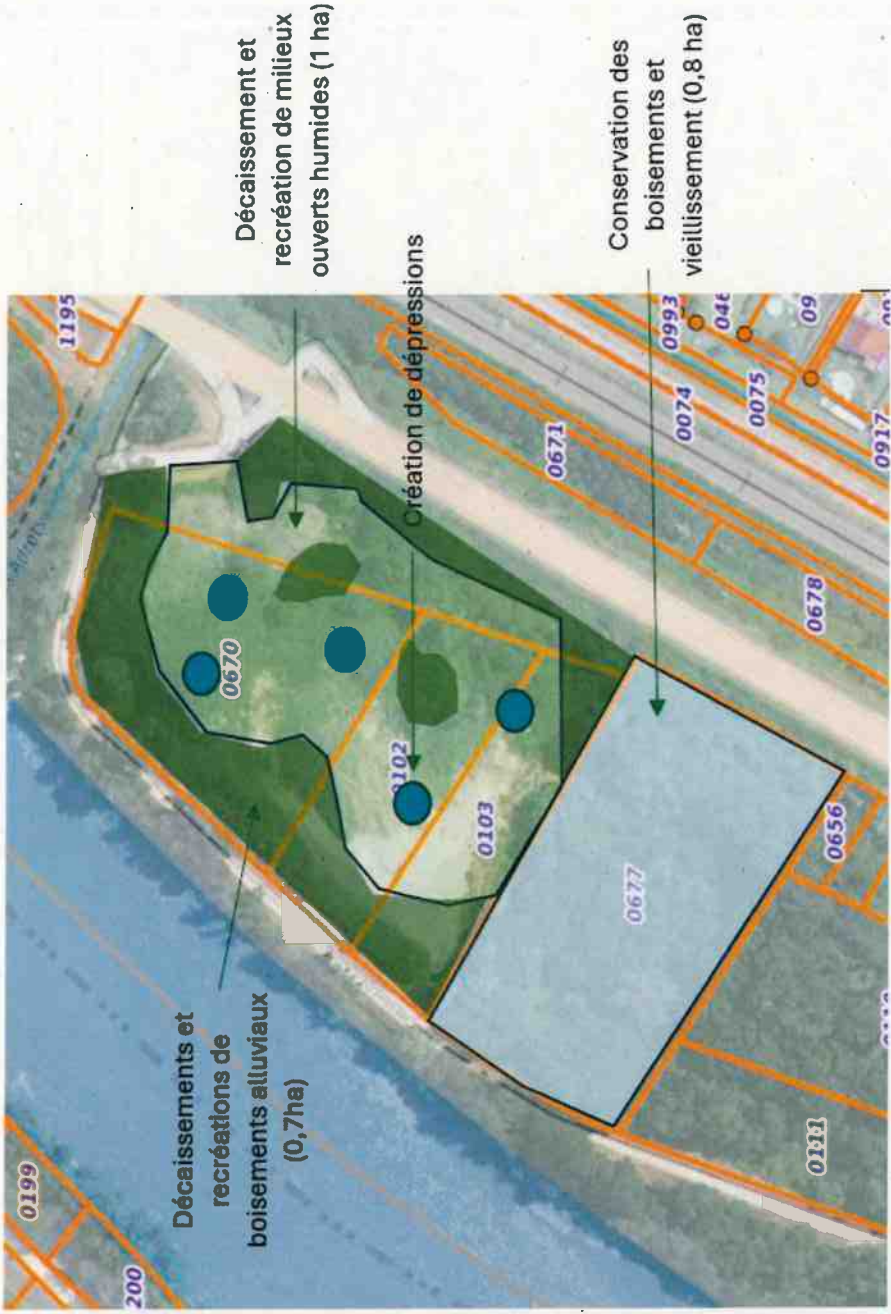 Décaissement et
recréation de milieux
ouverts humides (1 ha)
Création de dépressions
Conservation des
boisements et
vieillissement (0,8 ha)
Décaissements et
recréations de
boisements alluviaux
(0,7ha)
0199
200
1195
0670
0102
0103
0677
0671
0678
0074
0075
0993
0917
0656
0111